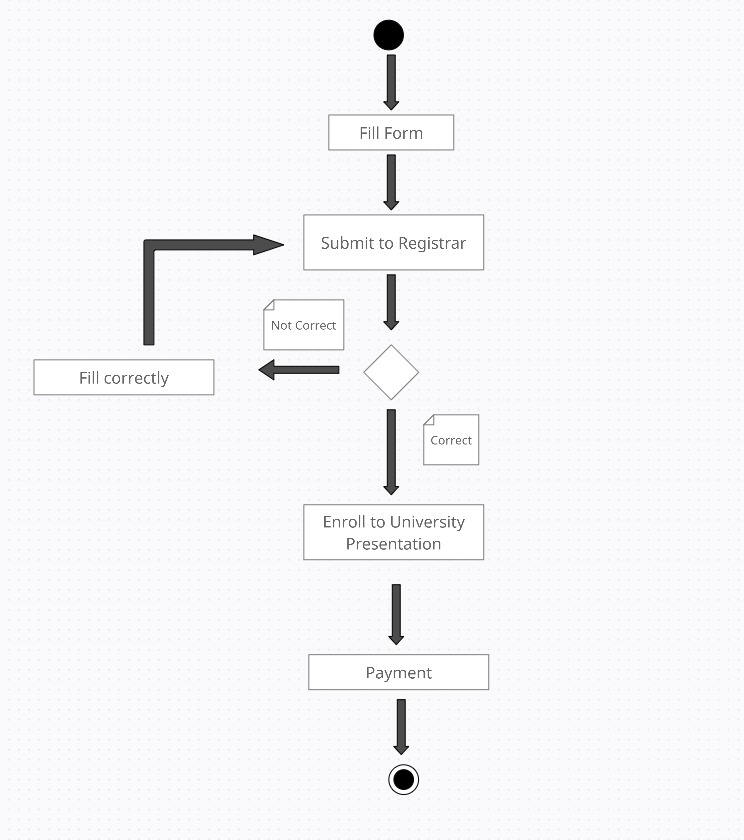 Fill Form
Submit to Registrar
Not Correct
Fill correctly
Correct
Enroll to University
Presentation
Payment